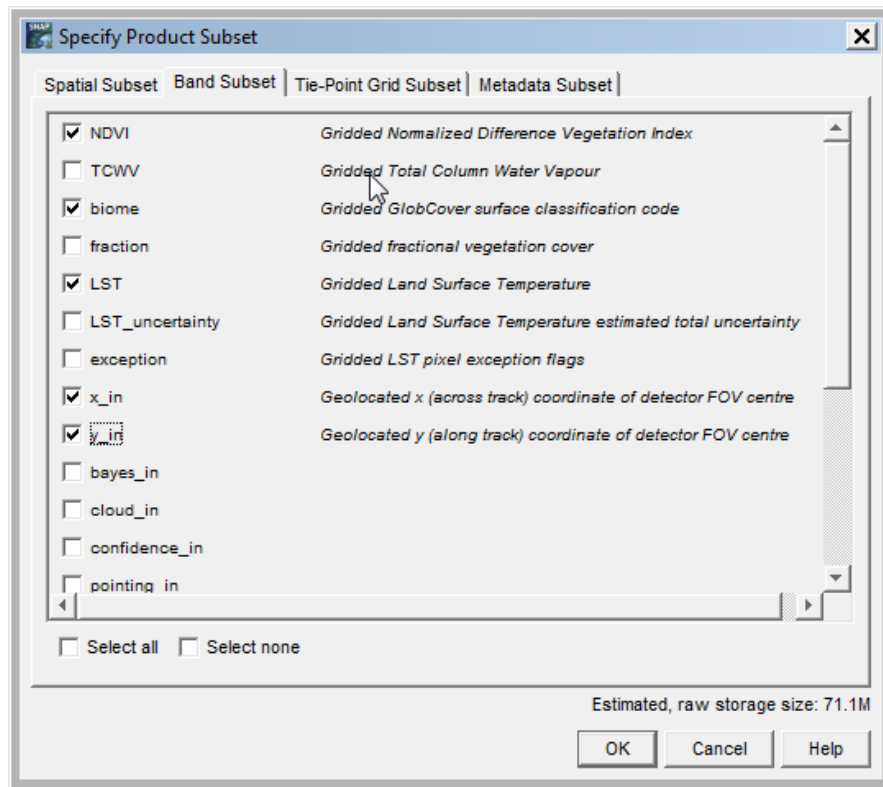 SNAP
Specify Product Subset
Spatial Subset Band Subset Tie-Point Grid Subset Metadata Subset
NDVI Gridded Normalized Difference Vegetation Index
TCWV Gridded Total Column Water Vapour
biome Gridded GlobCover surface classification code
fraction Gridded fractional vegetation cover
LST Gridded Land Surface Temperature
LST_uncertainty Gridded Land Surface Temperature estimated total uncertainty
exception Gridded LST pixel exception flags
x_in Geolocated x (across track) coordinate of detector FOV centre
y_in Geolocated y (along track) coordinate of detector FOV centre
bayes_in
cloud_in
confidence_in
pointing_in
Select all Select none
Estimated, raw storage size: 71.1M
OK Cancel Help